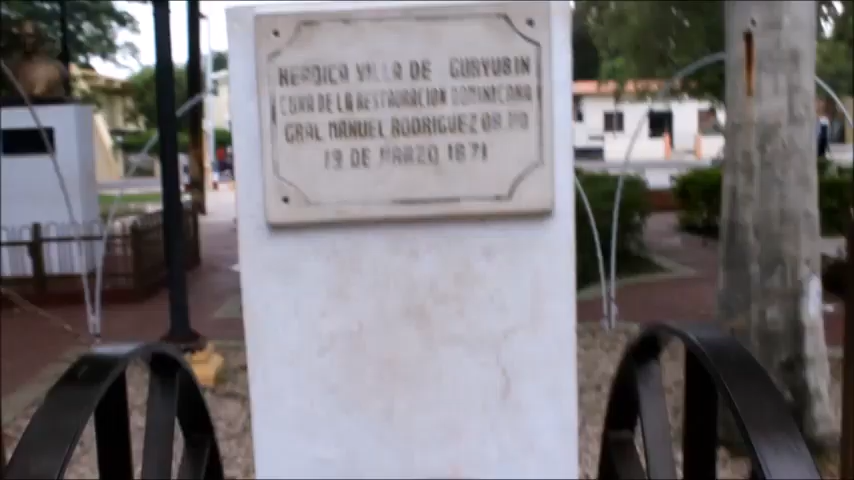 HEROICA VILLA DE GUAYUBIN
CUNA DE LA RESTAURACION DOMINICANA
GRAL MANUEL RODRIGUEZ
19 DE MARZO 1871